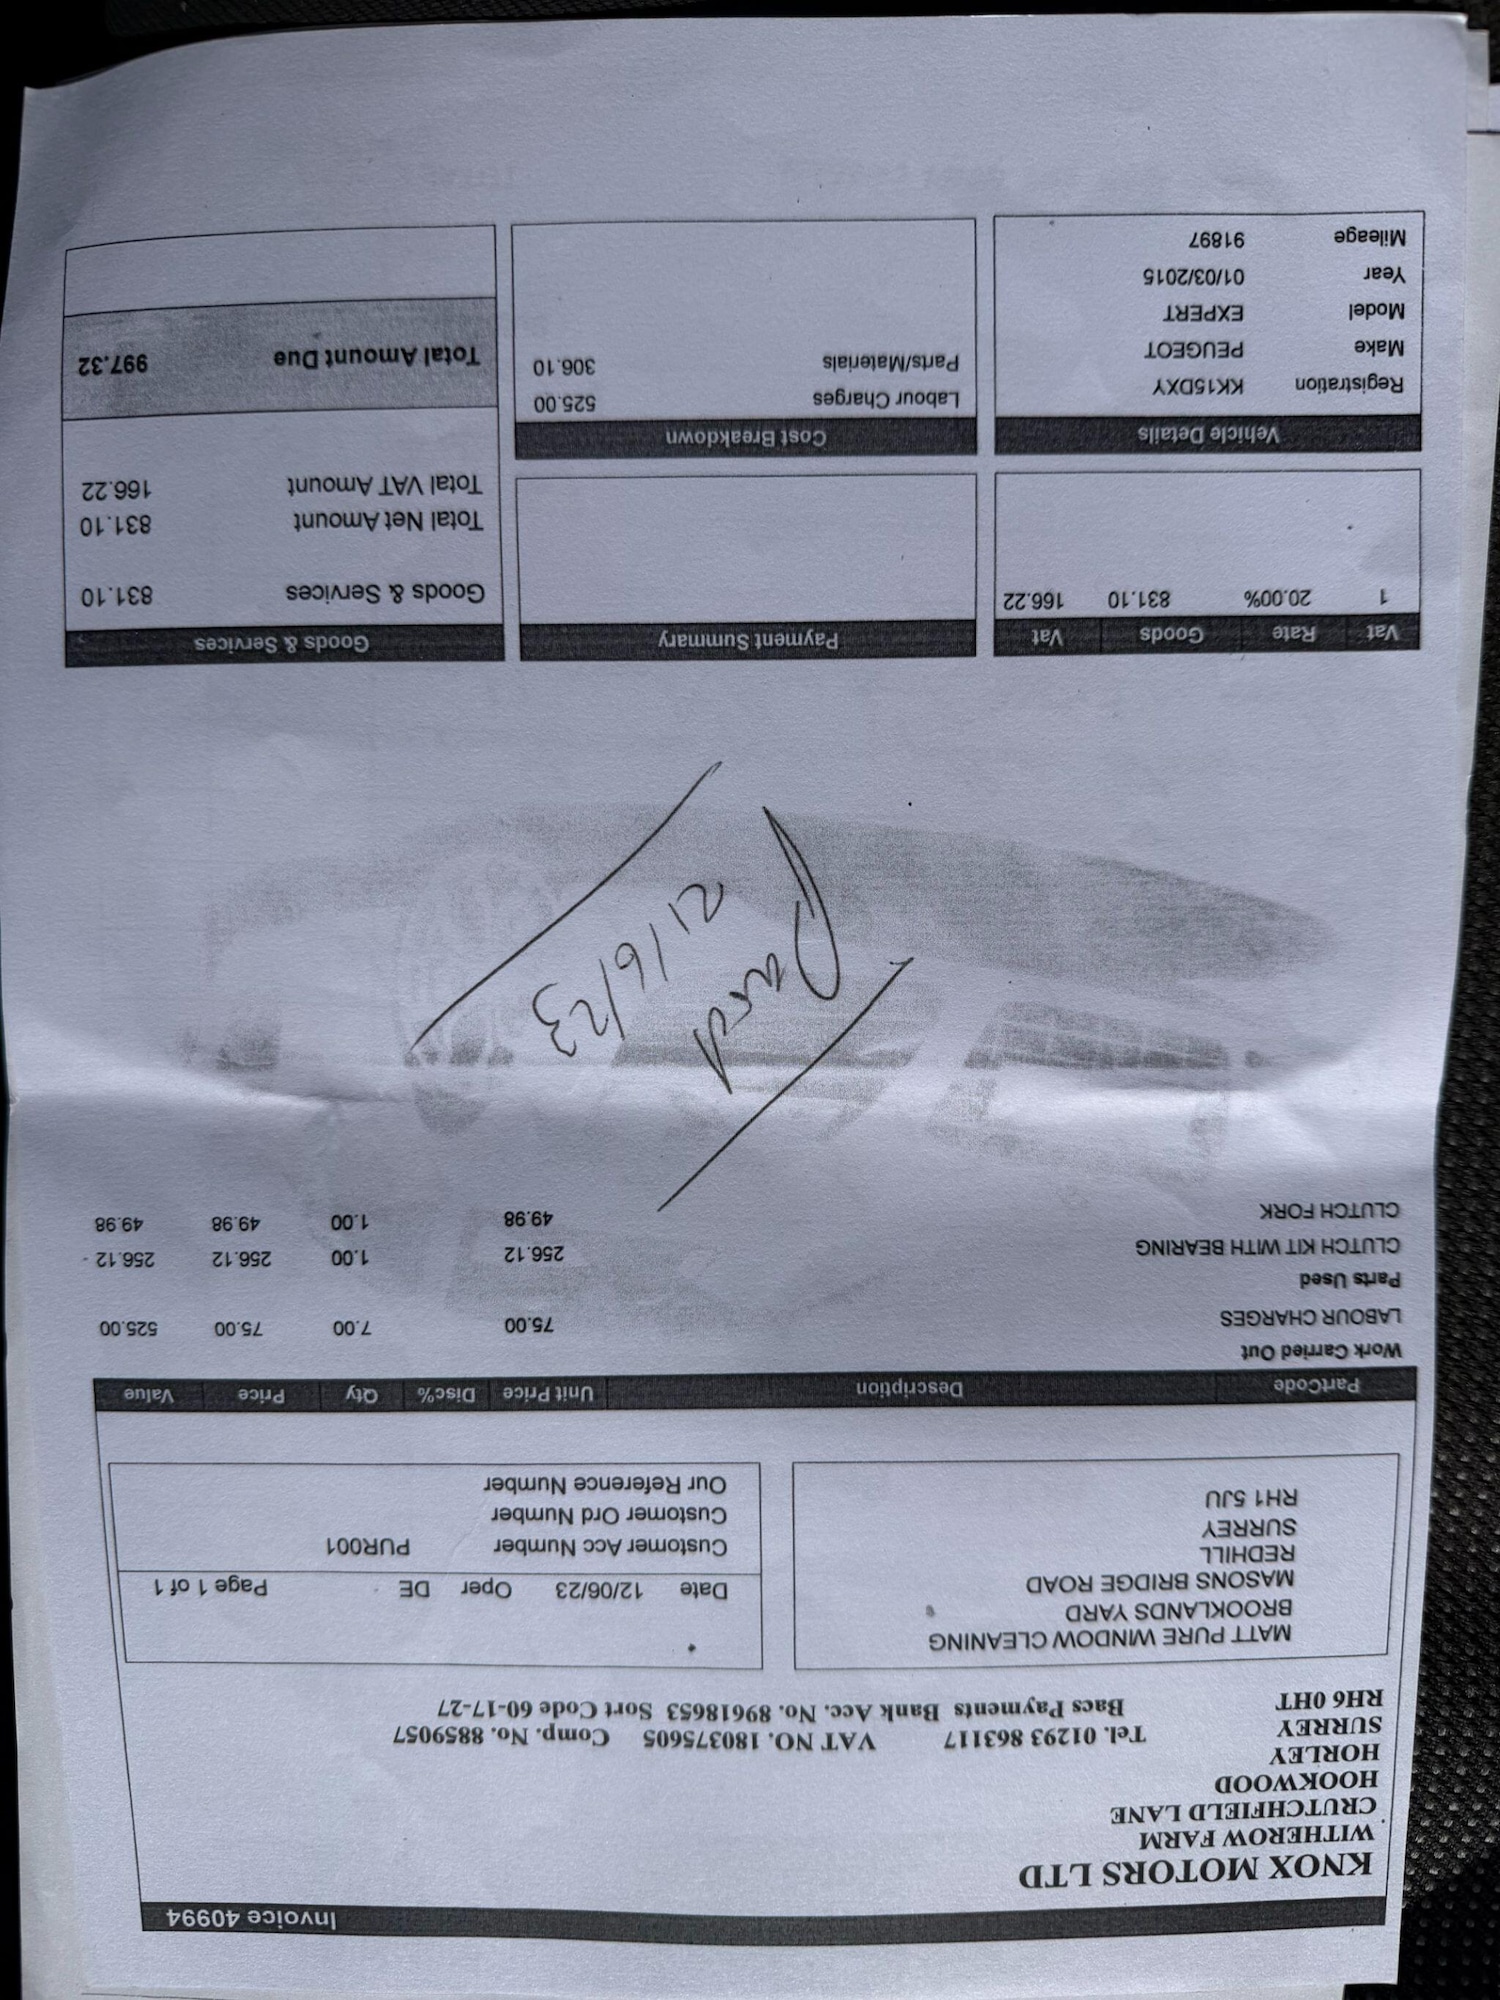 Invoice 40994
KNOX MOTORS LTD
WITHEROW FARM
CRUTCHFIELD LANE
HOOKWOOD
HORLEY
SURREY
RH6 0HT
Tel. 01293 863117 VAT NO. 180375605 Comp. No. 8859057
Bacs Payments Bank Acc. No. 89618653 Sort Code 60-17-27
MATT PURE WINDOW CLEANING
BROOKLANDS YARD
MASONS BRIDGE ROAD
REDHILL
SURREY
RH1 5JU
Date 12/06/23 Oper DE Page 1 of 1
Customer Acc Number PUR001
Customer Ord Number
Our Reference Number
PartCode Description Unit Price Disc% Qty Price Value
Work Carried Out
LABOUR CHARGES 75.00 7.00 75.00 525.00
Parts Used
CLUTCH KIT WITH BEARING 256.12 1.00 256.12 256.12
CLUTCH FORK 49.98 1.00 49.98 49.98
Paid
21/6/23
Vat Rate Goods Vat
1 20.00% 831.10 166.22
Payment Summary
Goods & Services
Goods & Services 831.10
Total Net Amount 831.10
Total VAT Amount 166.22
Total Amount Due 997.32
Vehicle Details
Registration KK15DXY
Make PEUGEOT
Model EXPERT
Year 01/03/2015
Mileage 91897
Cost Breakdown
Labour Charges 525.00
Parts/Materials 306.10